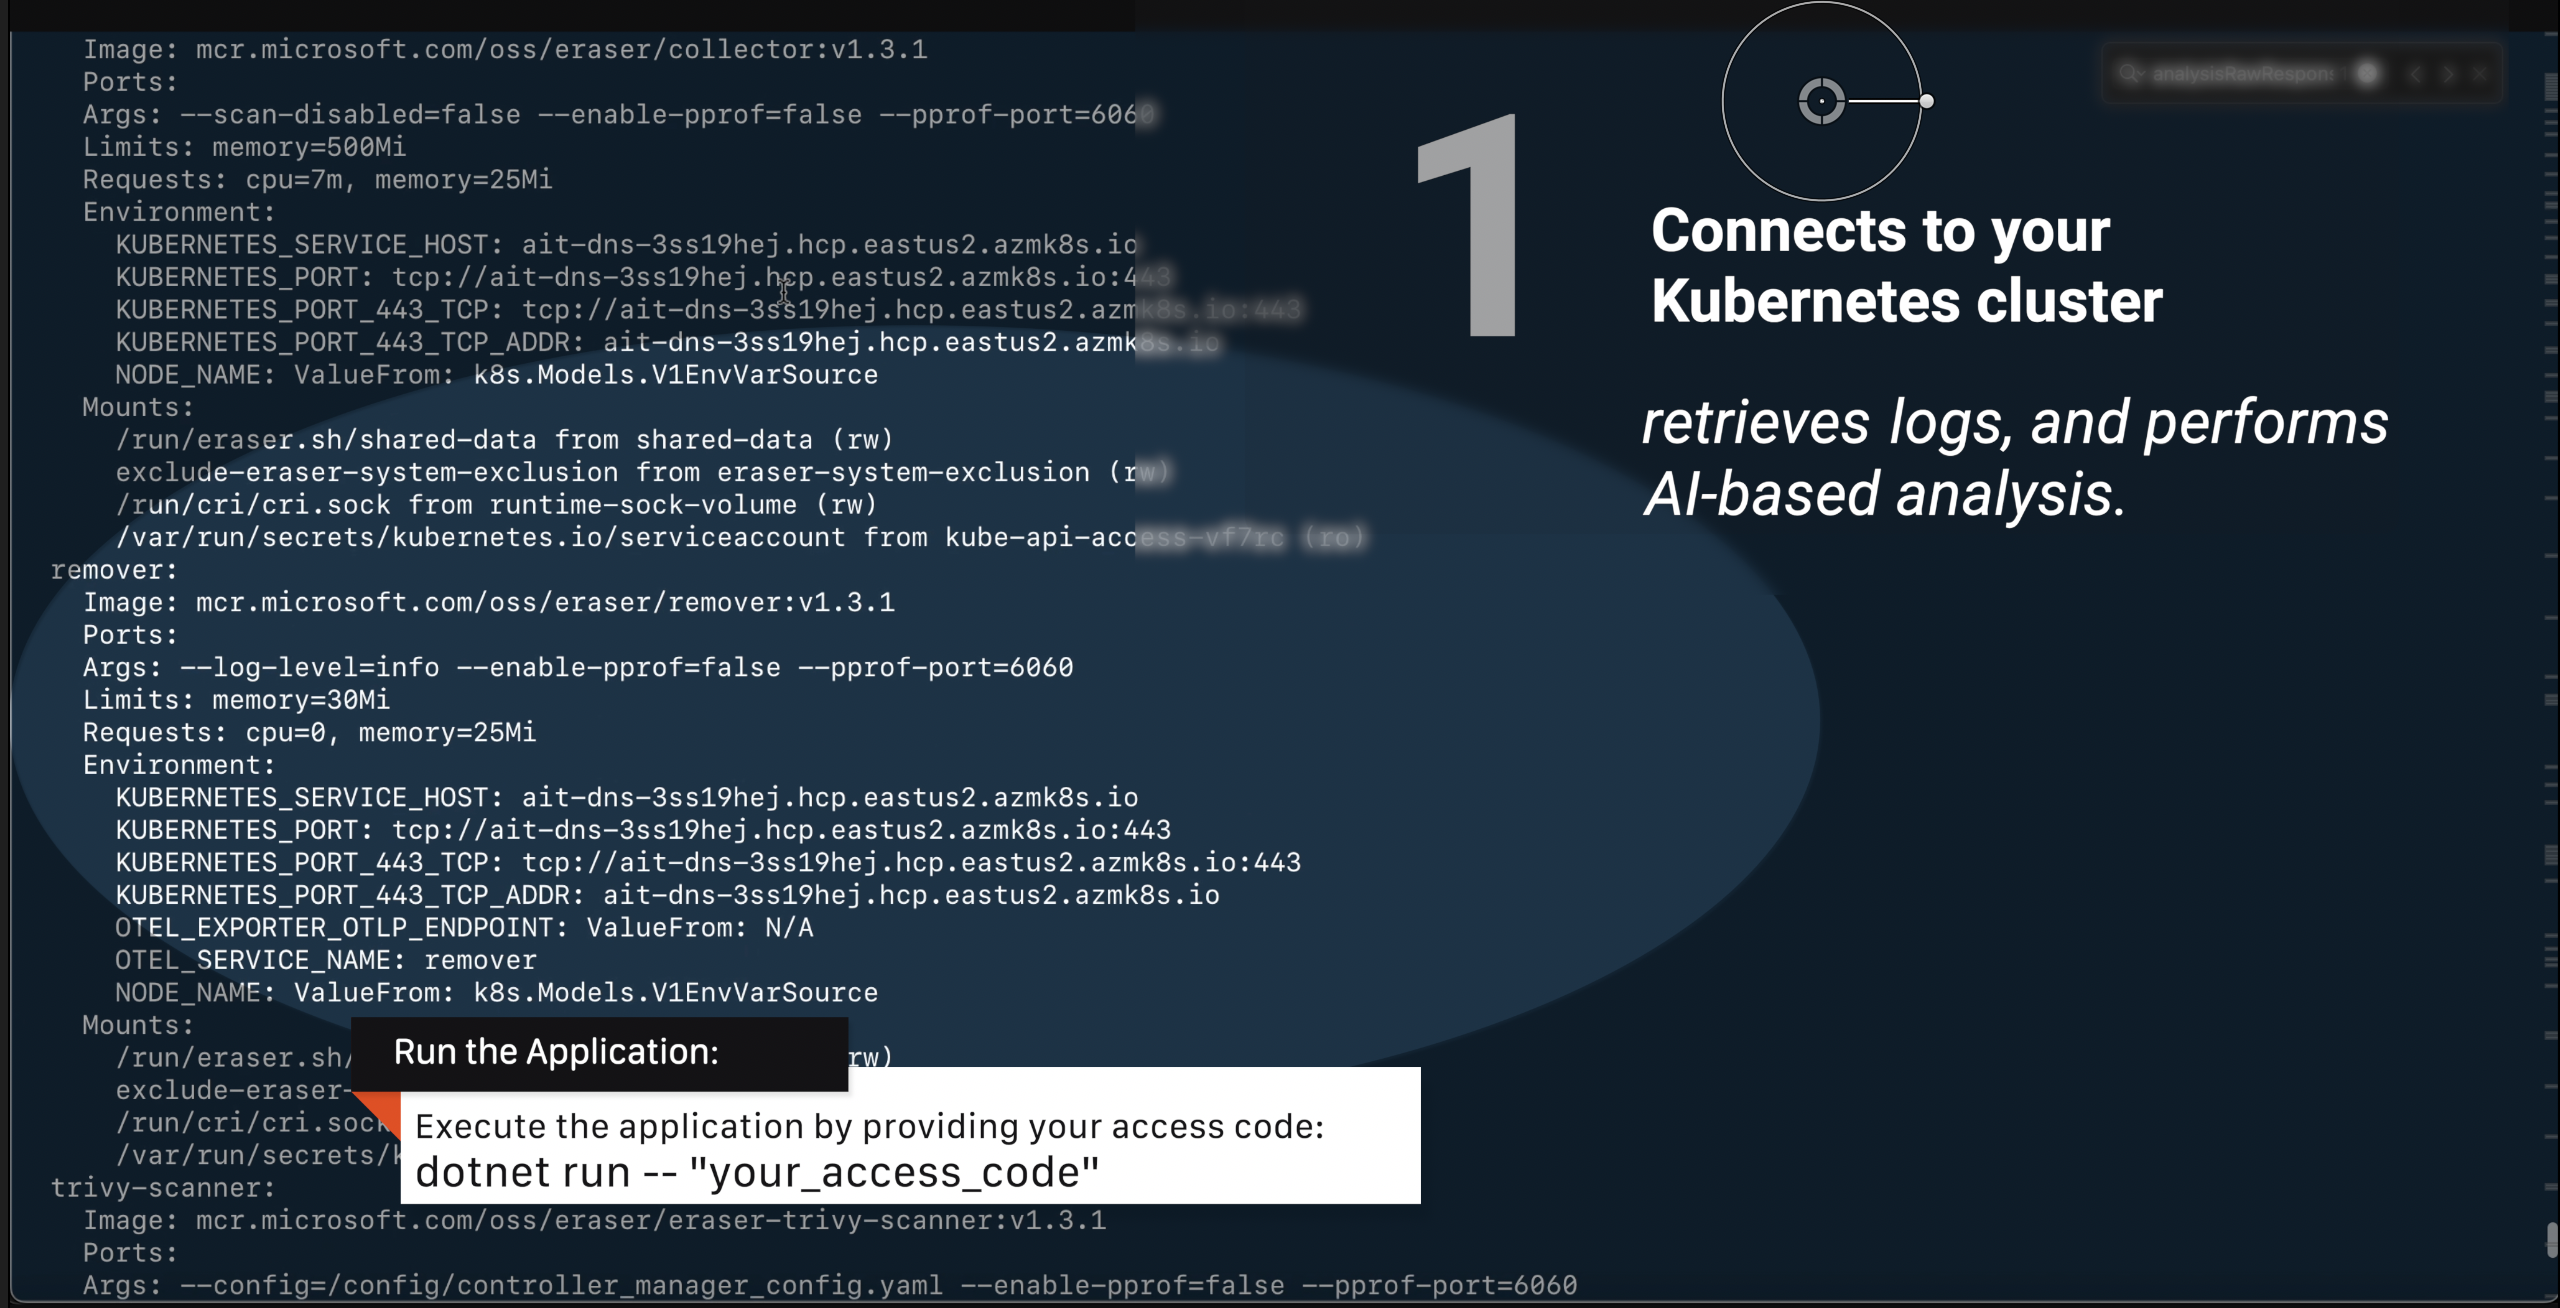 Image: mcr.microsoft.com/oss/eraser/collector:v1.3.1
Ports:
Args: --scan-disabled=false --enable-pprof=false --pprof-port=6060
Limits: memory=500Mi
Requests: cpu=7m, memory=25Mi
Environment:
KUBERNETES_SERVICE_HOST: ait-dns-3ss19hej.hcp.eastus2.azmk8s.io
KUBERNETES_PORT: tcp://ait-dns-3ss19hej.hcp.eastus2.azmk8s.io:443
KUBERNETES_PORT_443_TCP: tcp://ait-dns-3ss19hej.hcp.eastus2.azmk8s.io:443
KUBERNETES_PORT_443_TCP_ADDR: ait-dns-3ss19hej.hcp.eastus2.azmk8s.io
NODE_NAME: ValueFrom: k8s.Models.V1EnvVarSource
Mounts:
/run/eraser.sh/shared-data from shared-data (rw)
exclude-eraser-system-exclusion from eraser-system-exclusion (rw)
/run/cri/cri.sock from runtime-sock-volume (rw)
/var/run/secrets/kubernetes.io/serviceaccount from kube-api-access-vf7rc (ro)
remover:
Image: mcr.microsoft.com/oss/eraser/remover:v1.3.1
Ports:
Args: --log-level=info --enable-pprof=false --pprof-port=6060
Limits: memory=30Mi
Requests: cpu=0, memory=25Mi
Environment:
KUBERNETES_SERVICE_HOST: ait-dns-3ss19hej.hcp.eastus2.azmk8s.io
KUBERNETES_PORT: tcp://ait-dns-3ss19hej.hcp.eastus2.azmk8s.io:443
KUBERNETES_PORT_443_TCP: tcp://ait-dns-3ss19hej.hcp.eastus2.azmk8s.io:443
KUBERNETES_PORT_443_TCP_ADDR: ait-dns-3ss19hej.hcp.eastus2.azmk8s.io
OTEL_EXPORTER_OTLP_ENDPOINT: ValueFrom: N/A
OTEL_SERVICE_NAME: remover
NODE_NAME: ValueFrom: k8s.Models.V1EnvVarSource
Mounts:
/run/eraser.sh/ rw)
exclude-eraser-
/run/cri/cri.sock
/var/run/secrets/k
trivy-scanner:
Image: mcr.microsoft.com/oss/eraser/eraser-trivy-scanner:v1.3.1
Ports:
Args: --config=/config/controller_manager_config.yaml --enable-pprof=false --pprof-port=6060
Run the Application:
Execute the application by providing your access code:
dotnet run -- "your_access_code"
1
Connects to your
Kubernetes cluster
retrieves logs, and performs
AI-based analysis.